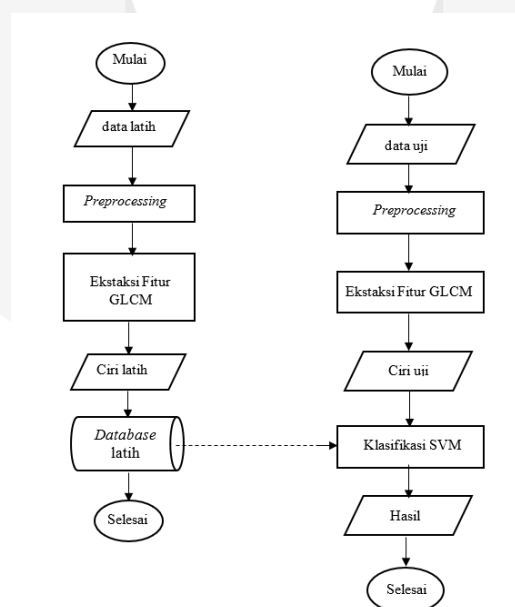 Mulai
data latih
Preprocessing
Ekstaksi Fitur
GLCM
Ciri latih
Database
latih
Selesai
Mulai
data uji
Preprocessing
Ekstaksi Fitur GLCM
Ciri uji
Klasifikasi SVM
Hasil
Selesai